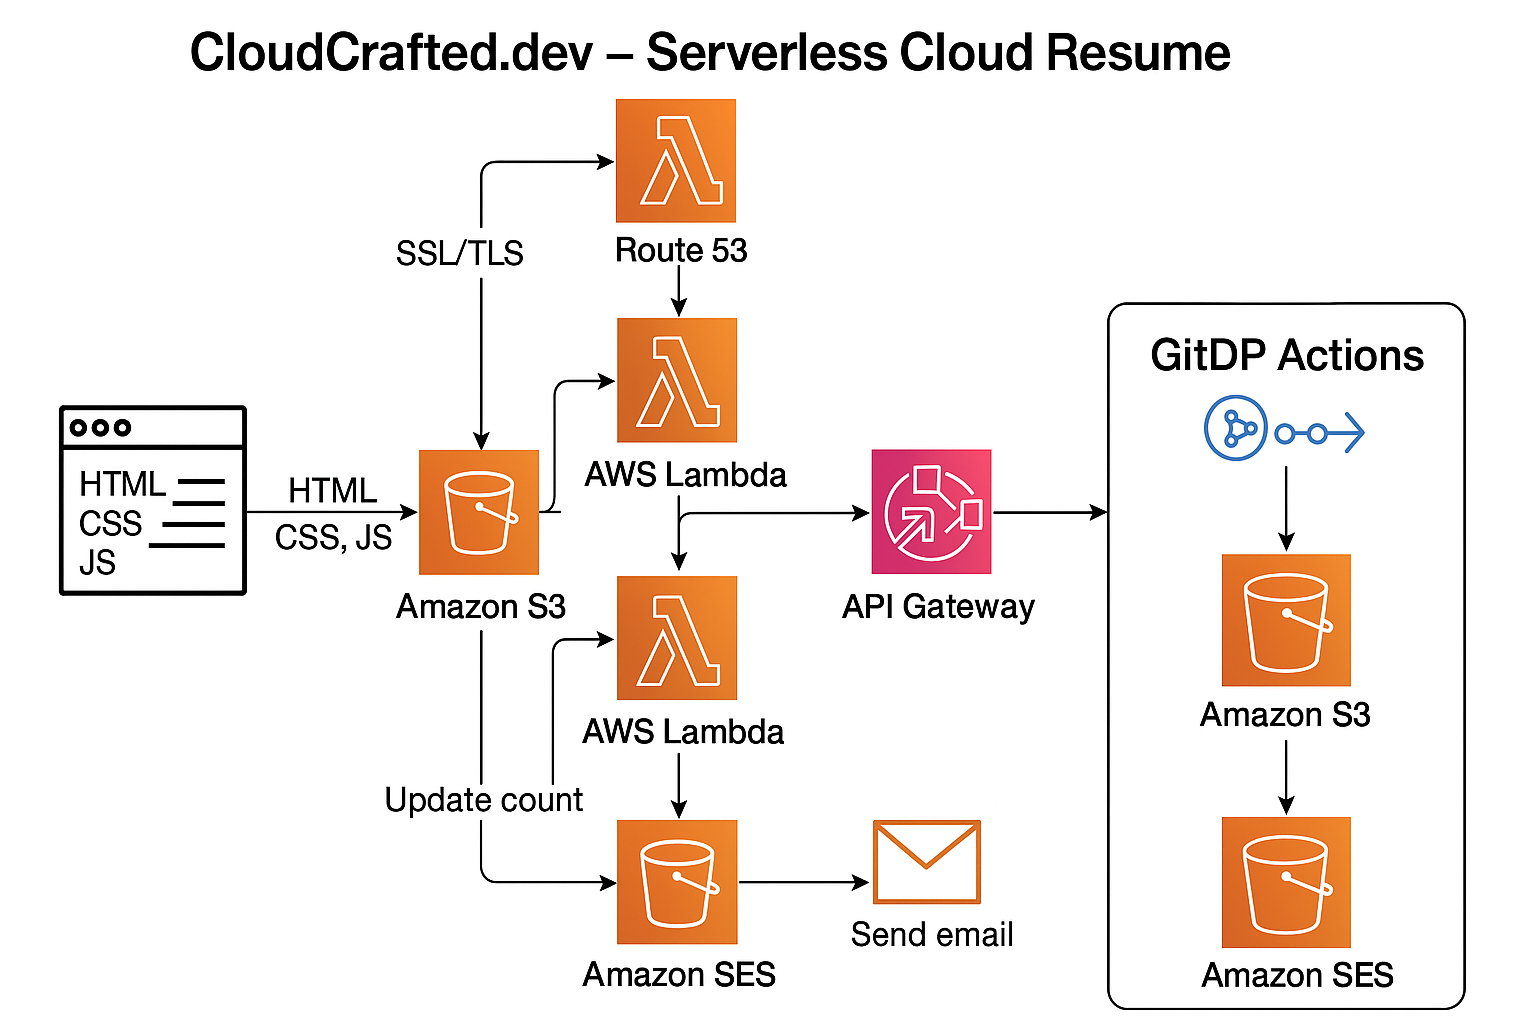 CloudCrafted.dev – Serverless Cloud Resume
Route 53
SSL/TLS
AWS Lambda
HTML
CSS
JS
HTML
CSS, JS
Amazon S3
API Gateway
AWS Lambda
Update count
Amazon SES
Send email
GitDP Actions
Amazon S3
Amazon SES